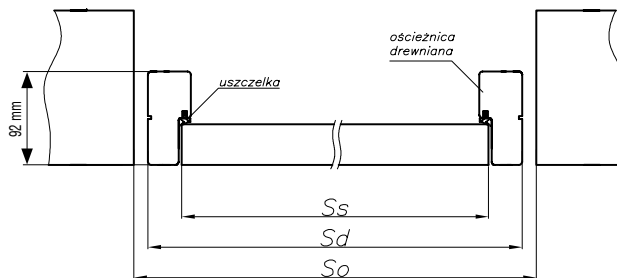 ościeżnica
drewniana
uszczelka
92 mm
Ss
Sd
So